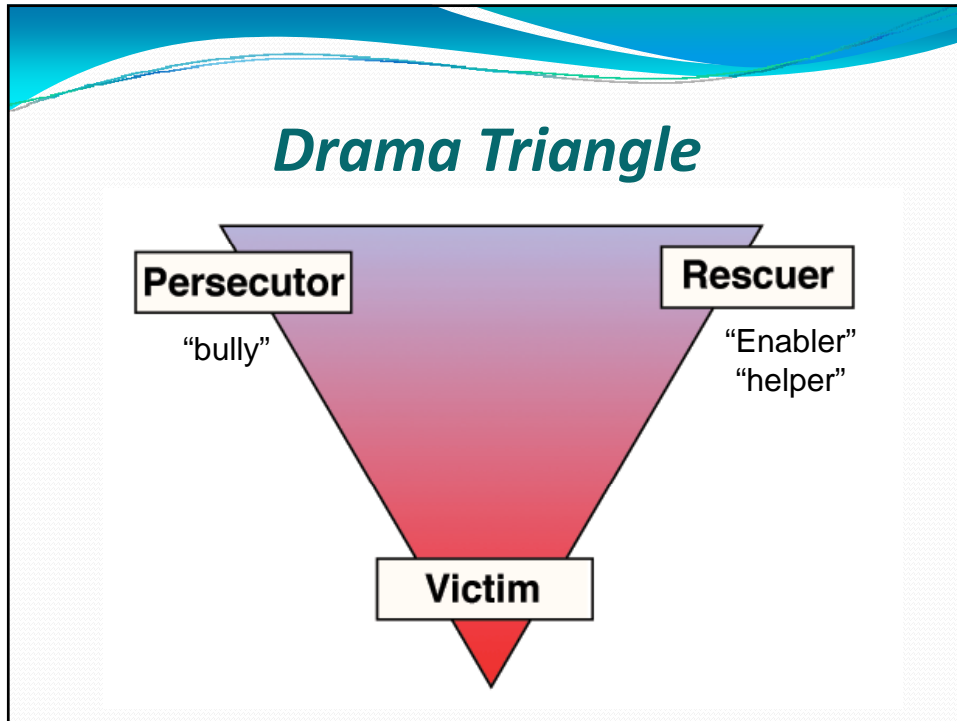 Drama Triangle
Persecutor
“bully”
Rescuer
“Enabler”
“helper”
Victim